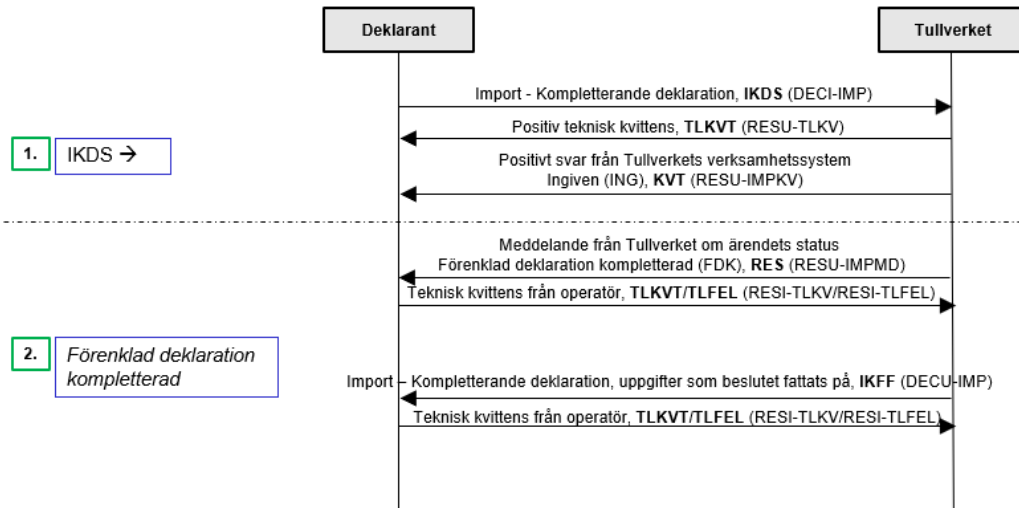 Deklarant
Tullverket
Import - Kompletterande deklaration, IKDS (DECI-IMP)
Positiv teknisk kvittens, TLKVT (RESU-TLKV)
1.
IKDS →
Positivt svar från Tullverkets verksamhetssystem
Ingiven (ING), KVT (RESU-IMPKV)
Meddelande från Tullverket om ärendets status
Förenklad deklaration kompletterad (FDK), RES (RESU-IMPMD)
Teknisk kvittens från operatör, TLKVT/TLFEL (RESI-TLKV/RESI-TLFEL)
2.
Förenklad deklaration
kompletterad
Import – Kompletterande deklaration, uppgifter som beslutet fattats på, IKFF (DECU-IMP)
Teknisk kvittens från operatör, TLKVT/TLFEL (RESI-TLKV/RESI-TLFEL)